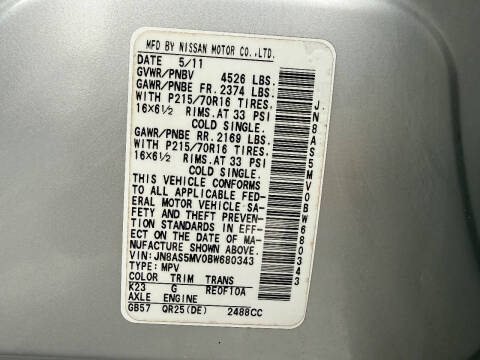 MFD BY NISSAN MOTOR CO.,LTD.
DATE 5/11
GVWR/PNBV 4526 LBS.
GAWR/PNBE FR. 2374 LBS.
WITH P215/70R16 TIRES.
16×6½ RIMS.AT 33 PSI
COLD SINGLE.
GAWR/PNBE RR. 2169 LBS.
WITH P215/70R16 TIRES.
16×6½ RIMS.AT 33 PSI
COLD SINGLE.
THIS VEHICLE CONFORMS
TO ALL APPLICABLE FED-
ERAL MOTOR VEHICLE SA-
FETY AND THEFT PREVEN-
TION STANDARDS IN EFF-
ECT ON THE DATE OF MA-
NUFACTURE SHOWN ABOVE.
VIN: JN8AS5MV0BW680343
TYPE: MPV
COLOR TRIM TRANS
K23 G RE0F10A
AXLE ENGINE
GB57 QR25(DE) 2488CC
JN8AS5MV0BW680343